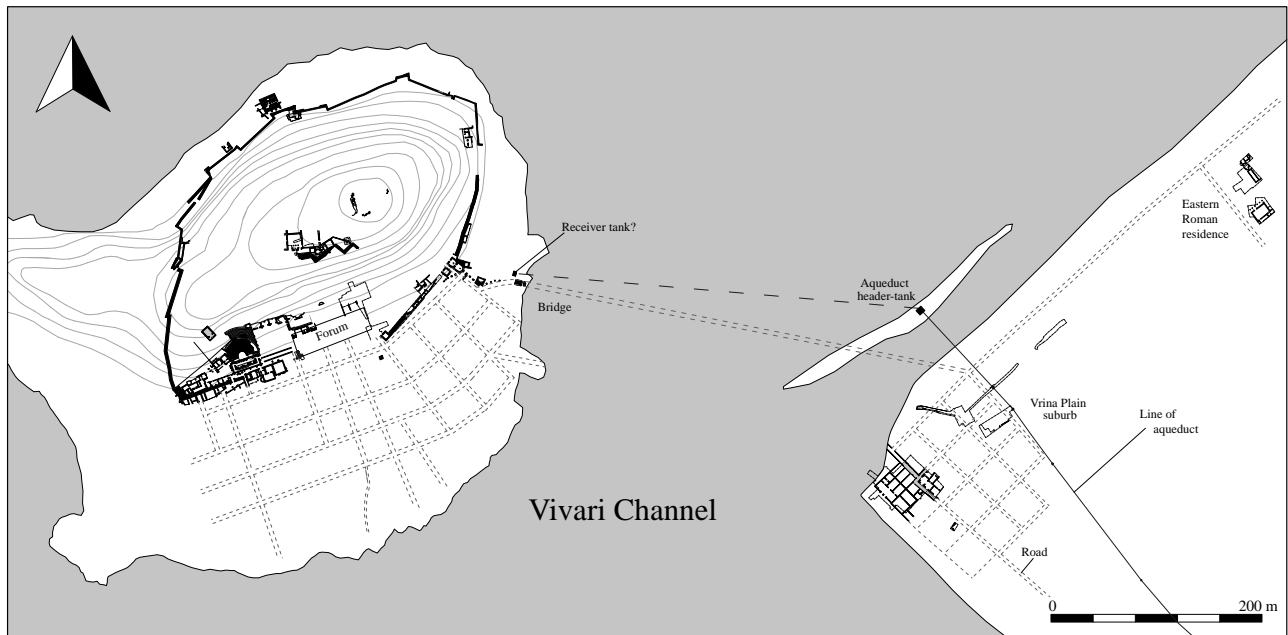 Receiver tank?
Bridge
Forum
Aqueduct
header-tank
Eastern
Roman
residence
Vrina Plain
suburb
Line of
aqueduct
Vivari Channel
Road
0
200 m